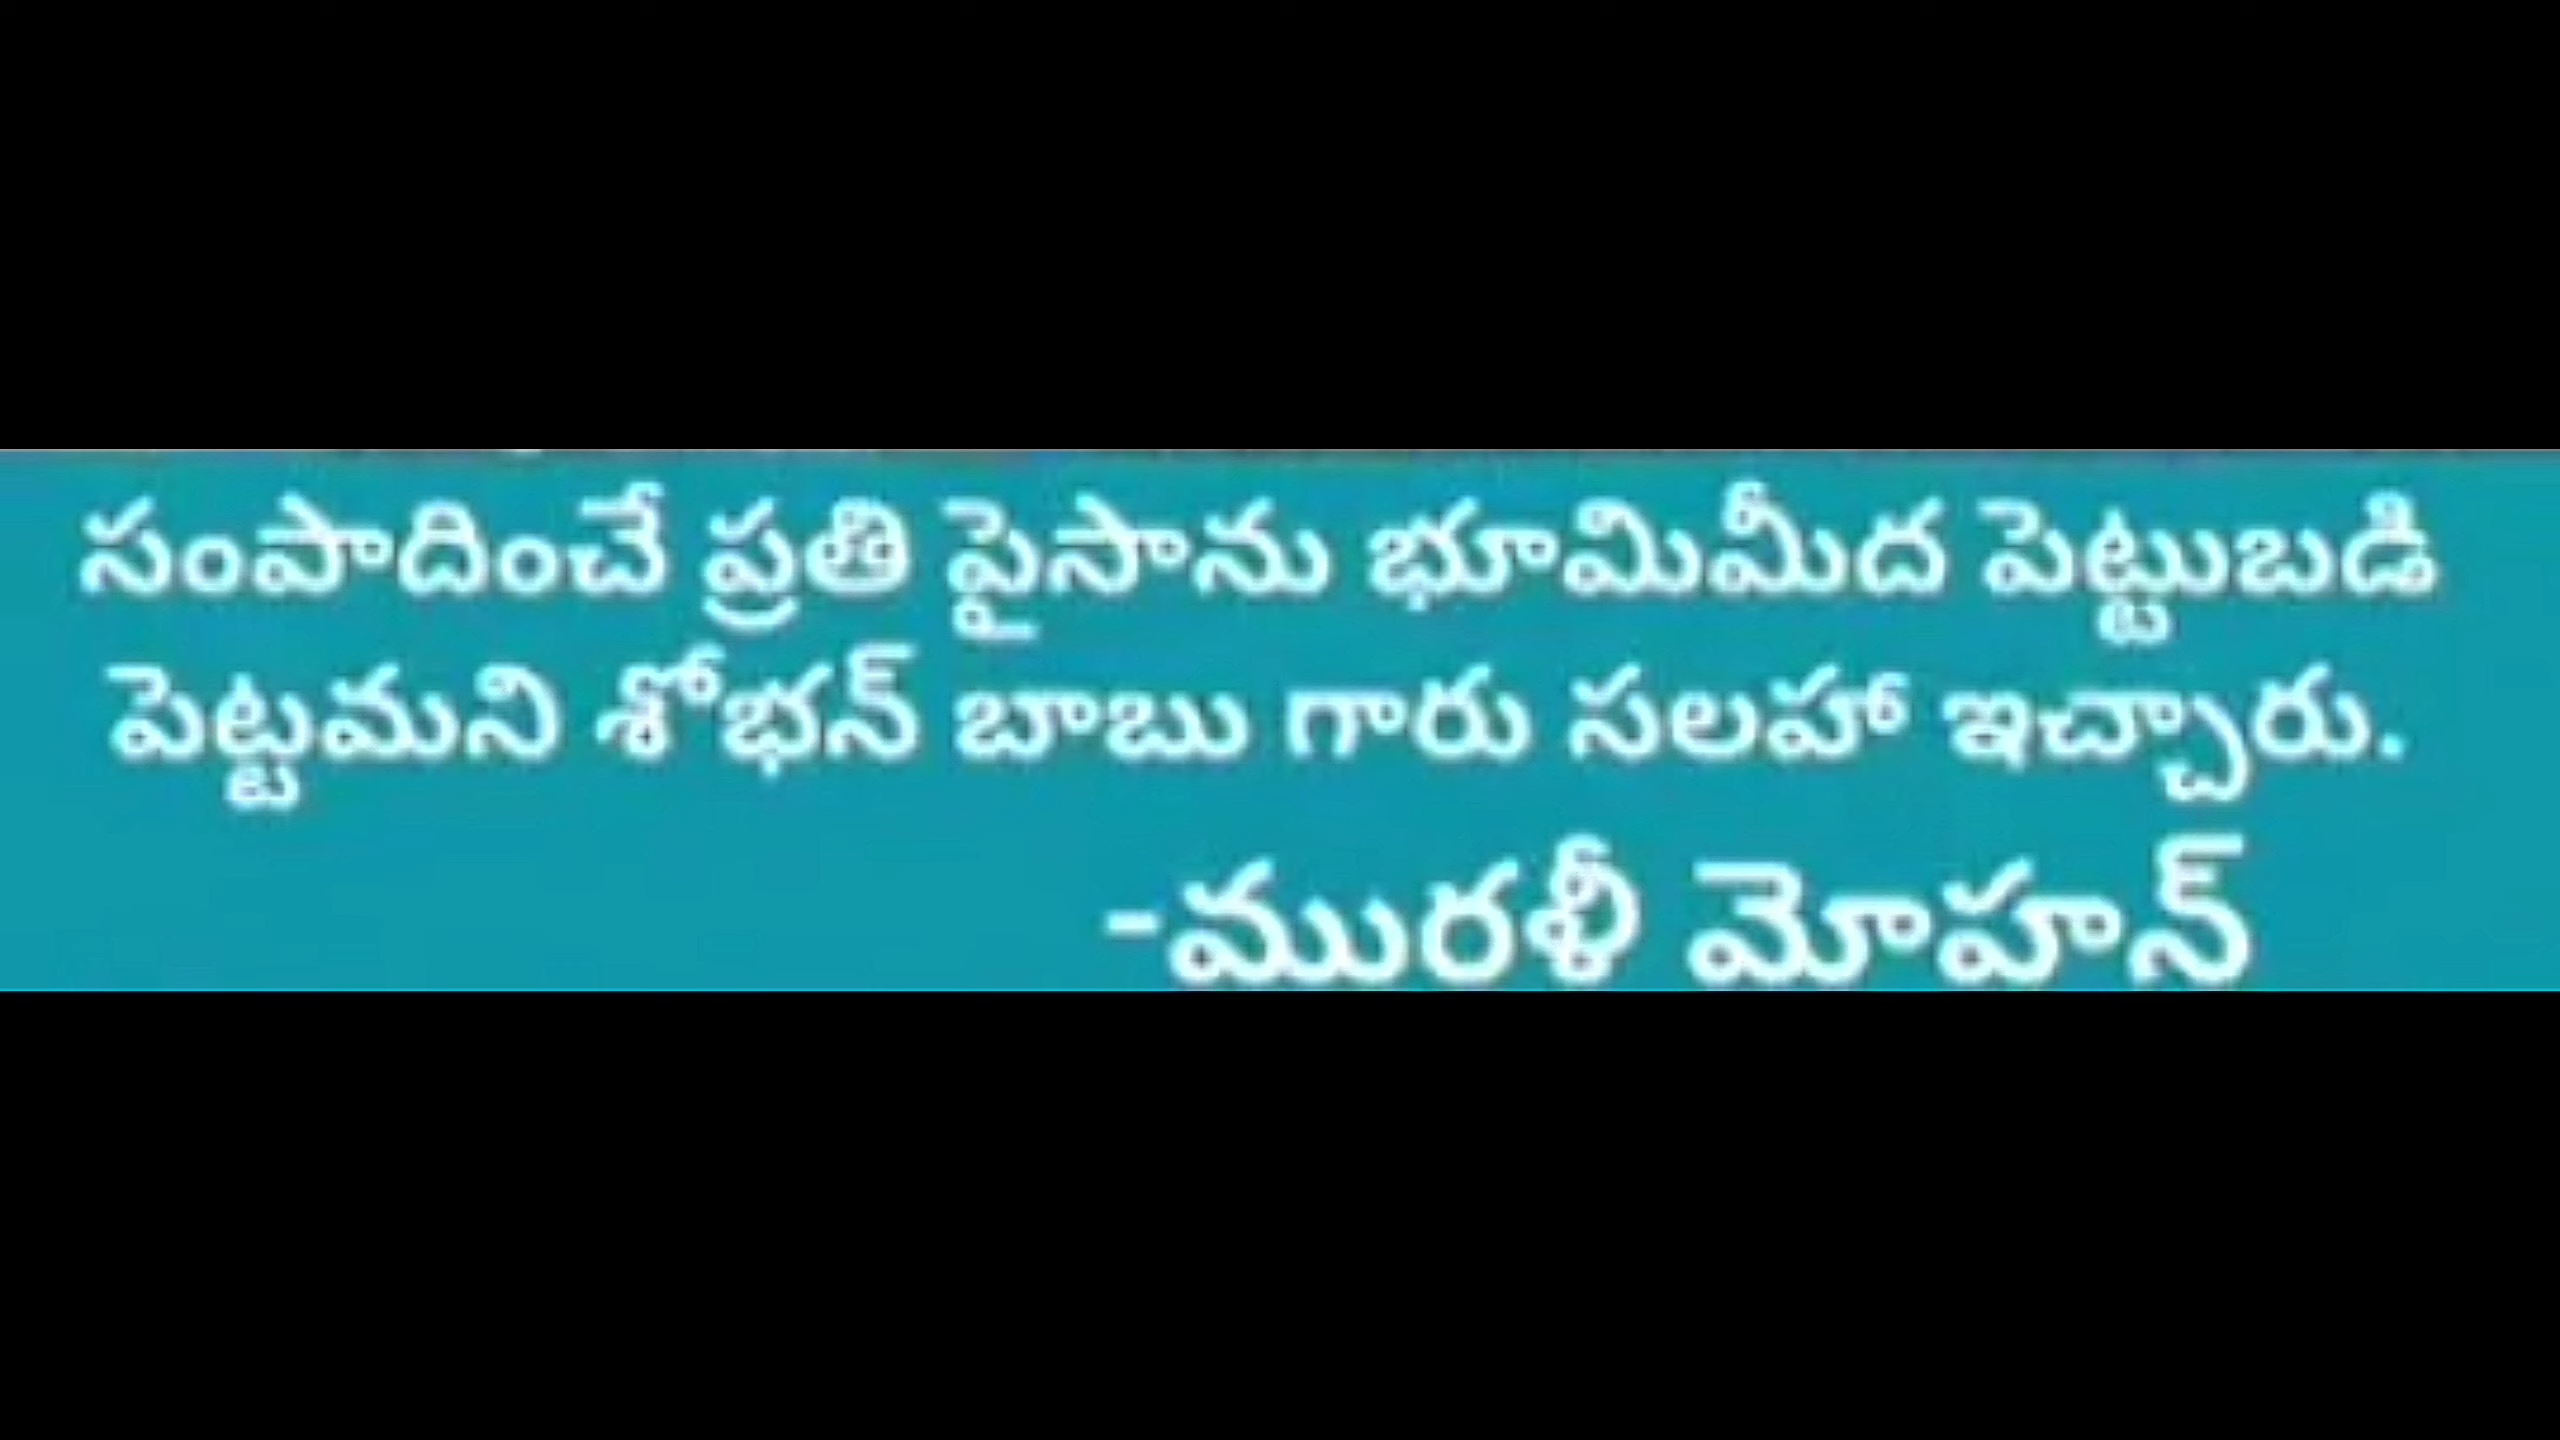 సంపాదించే ప్రతి పైసాను భూమిమీద పెట్టుబడి
పెట్టమని శోభన్ బాబు గారు సలహా ఇచ్చారు.
-మురళీ మోహన్